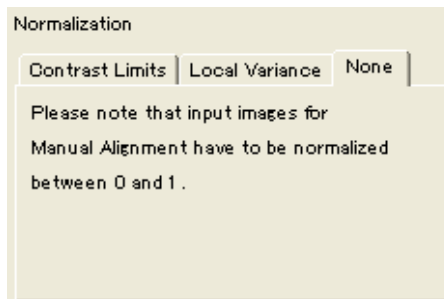 Normalization
Contrast Limits Local Variance None
Please note that input images for
Manual Alignment have to be normalized
between 0 and 1 .